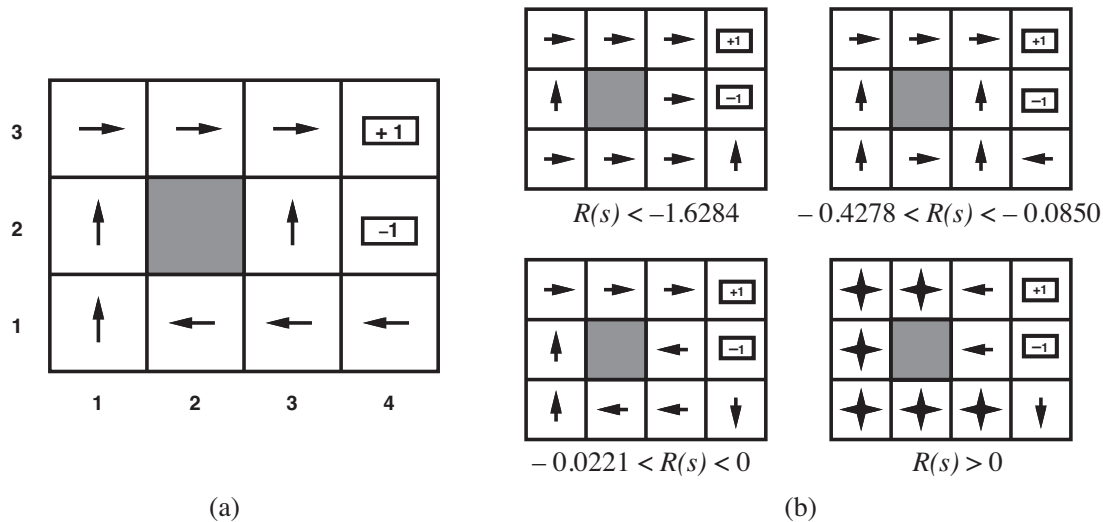 3
+ 1
2
–1
1
1 2 3 4
(a)
+1
–1
R(s) < –1.6284
+1
–1
– 0.4278 < R(s) < – 0.0850
+1
–1
– 0.0221 < R(s) < 0
+1
–1
R(s) > 0
(b)